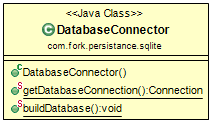 <<Java Class>>
DatabaseConnector
com.fork.persistance.sqlite
DatabaseConnector()
getDatabaseConnection():Connection
buildDatabase():void